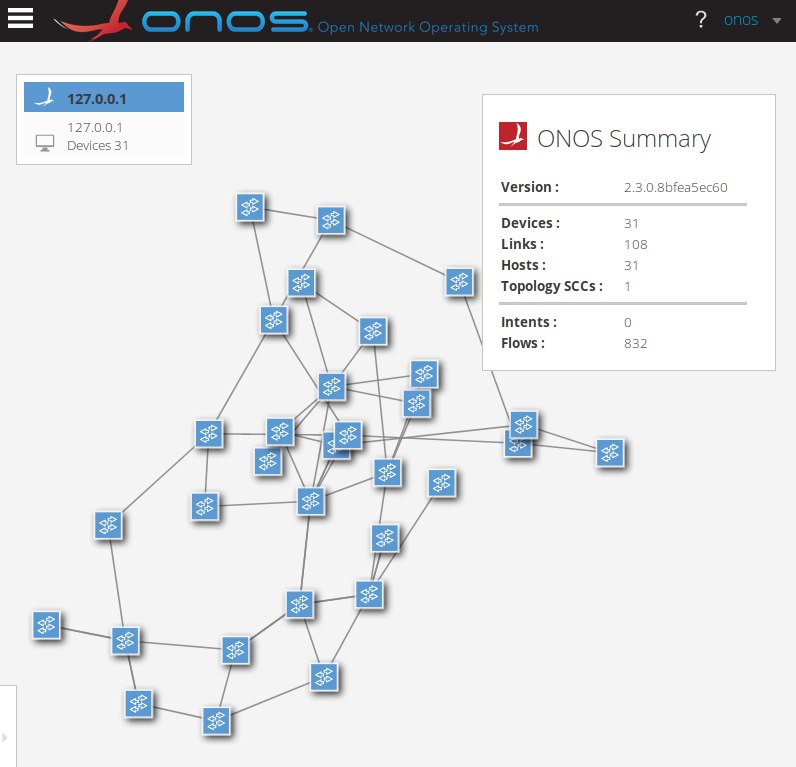 onos Open Network Operating System
? onos
127.0.0.1
127.0.0.1
Devices 31
ONOS Summary
Version : 2.3.0.8bfea5ec60
Devices : 31
Links : 108
Hosts : 31
Topology SCCs : 1
Intents : 0
Flows : 832